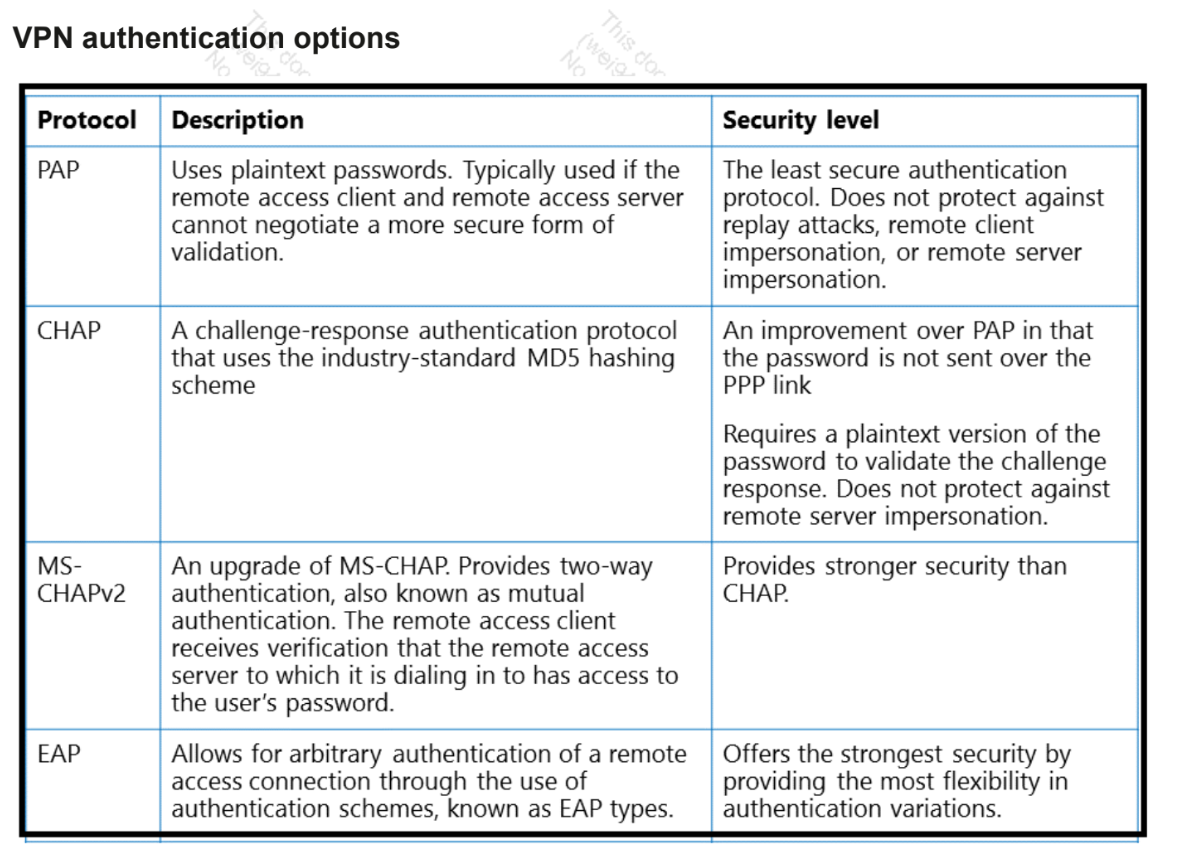 VPN authentication options
This doc
(weig
No
This doc
(weig
No
Protocol Description Security level
PAP
Uses plaintext passwords. Typically used if the
remote access client and remote access server
cannot negotiate a more secure form of
validation.
The least secure authentication
protocol. Does not protect against
replay attacks, remote client
impersonation, or remote server
impersonation.
CHAP
A challenge-response authentication protocol
that uses the industry-standard MD5 hashing
scheme
An improvement over PAP in that
the password is not sent over the
PPP link
Requires a plaintext version of the
password to validate the challenge
response. Does not protect against
remote server impersonation.
MS-
CHAPv2
An upgrade of MS-CHAP. Provides two-way
authentication, also known as mutual
authentication. The remote access client
receives verification that the remote access
server to which it is dialing in to has access to
the user's password.
Provides stronger security than
CHAP.
EAP
Allows for arbitrary authentication of a remote
access connection through the use of
authentication schemes, known as EAP types.
Offers the strongest security by
providing the most flexibility in
authentication variations.